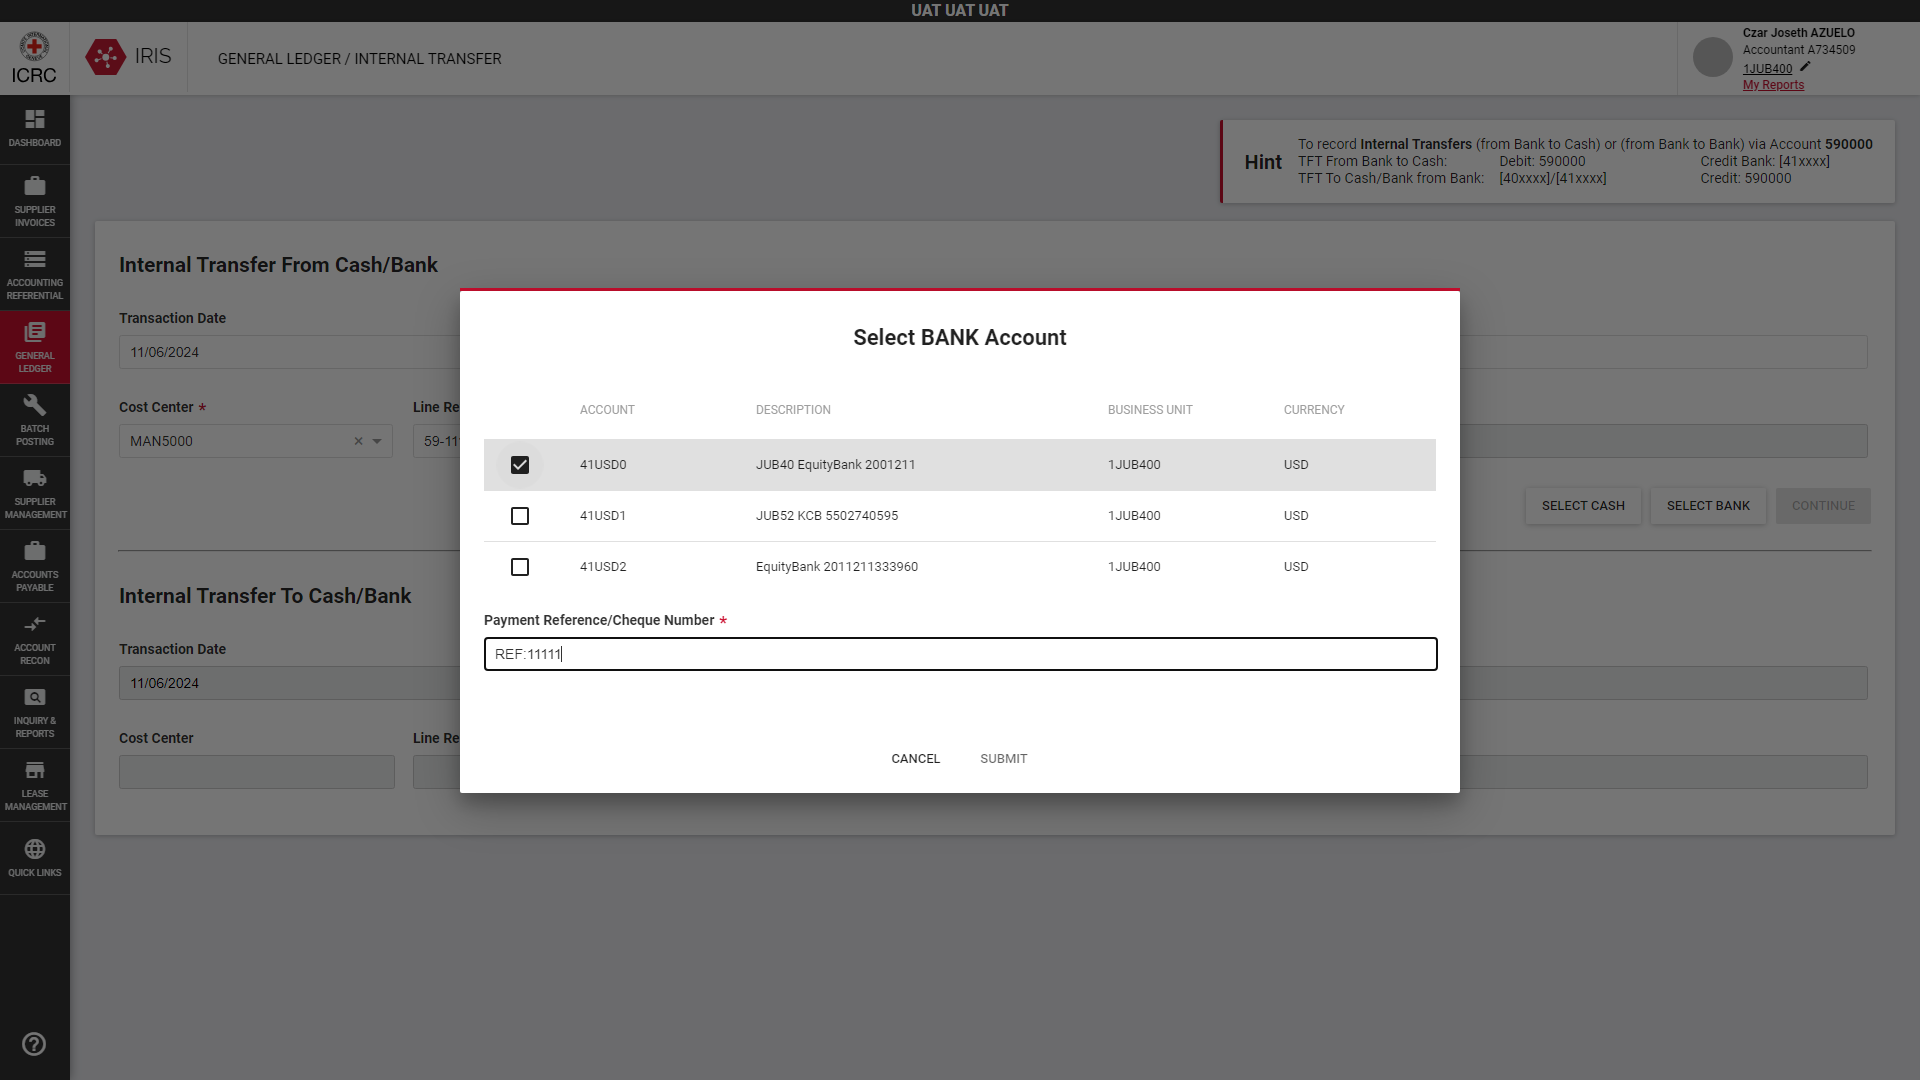 UAT UAT UAT
ICRC
IRIS
GENERAL LEDGER / INTERNAL TRANSFER
Czar Joseth AZUELO
Accountant A734509
1JUB400
My Reports
DASHBOARD
SUPPLIER
INVOICES
ACCOUNTING
REFERENTIAL
GENERAL
LEDGER
BATCH
POSTING
SUPPLIER
MANAGEMENT
ACCOUNTS
PAYABLE
ACCOUNT
RECON
INQUIRY &
REPORTS
LEASE
MANAGEMENT
QUICK LINKS
Hint
To record Internal Transfers (from Bank to Cash) or (from Bank to Bank) via Account 590000
TFT From Bank to Cash: Debit: 590000 Credit Bank: [41xxxx]
TFT To Cash/Bank from Bank: [40xxxx]/[41xxxx] Credit: 590000
Internal Transfer From Cash/Bank
Transaction Date
11/06/2024
Cost Center * Line Re
MAN5000 59-11
SELECT CASH SELECT BANK CONTINUE
Internal Transfer To Cash/Bank
Transaction Date
11/06/2024
Cost Center Line Re
Select BANK Account
ACCOUNT DESCRIPTION BUSINESS UNIT CURRENCY
41USD0 JUB40 EquityBank 2001211 1JUB400 USD
41USD1 JUB52 KCB 5502740595 1JUB400 USD
41USD2 EquityBank 2011211333960 1JUB400 USD
Payment Reference/Cheque Number *
REF:11111
CANCEL SUBMIT